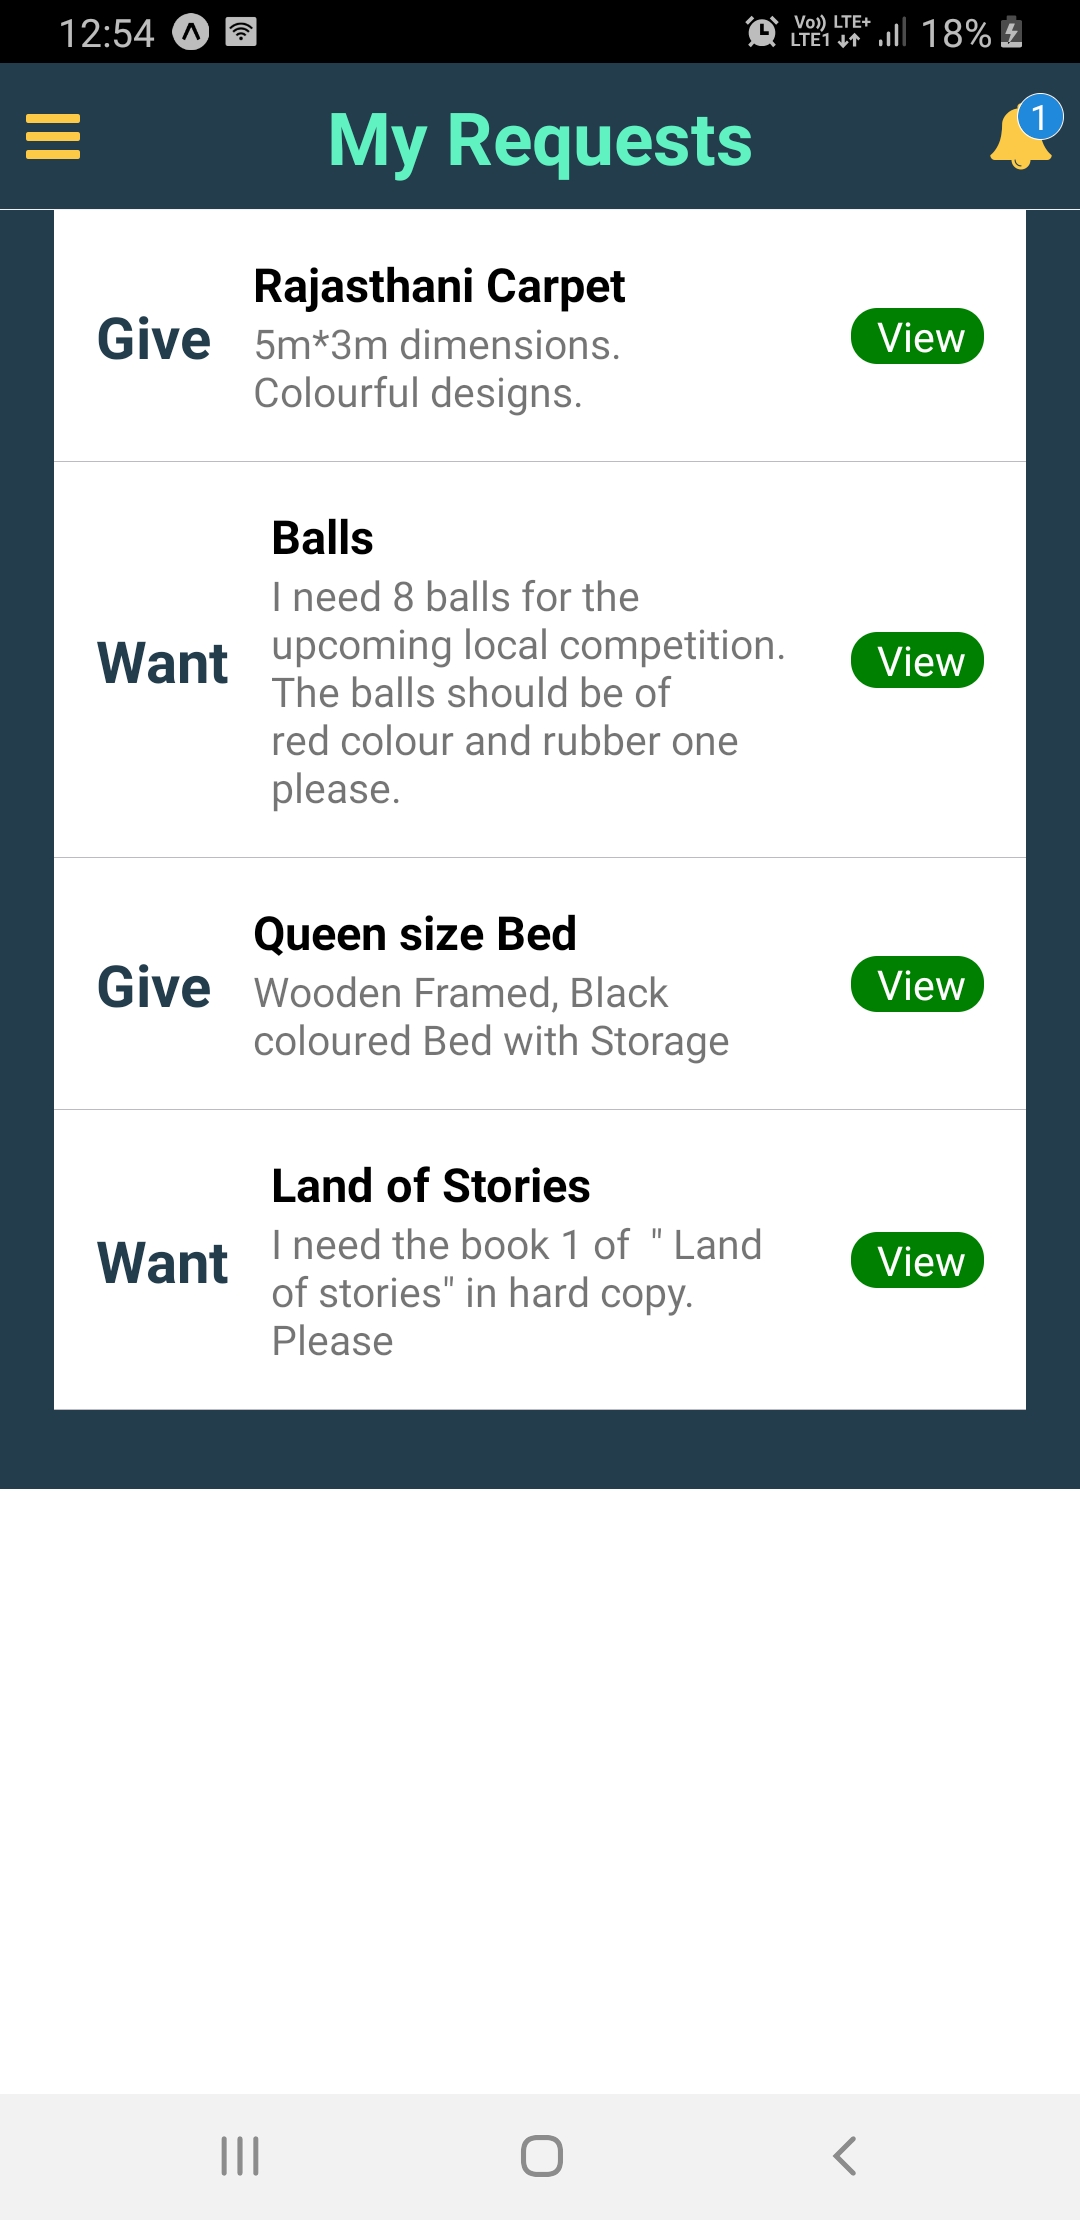 12:54
Vo)) LTE+
LTE1
18%
My Requests
1
Rajasthani Carpet
Give
5m*3m dimensions.
Colourful designs.
View
Balls
I need 8 balls for the
upcoming local competition.
Want
The balls should be of
red colour and rubber one
please.
View
Queen size Bed
Give
Wooden Framed, Black
coloured Bed with Storage
View
Land of Stories
I need the book 1 of  " Land
Want
of stories" in hard copy.
Please
View